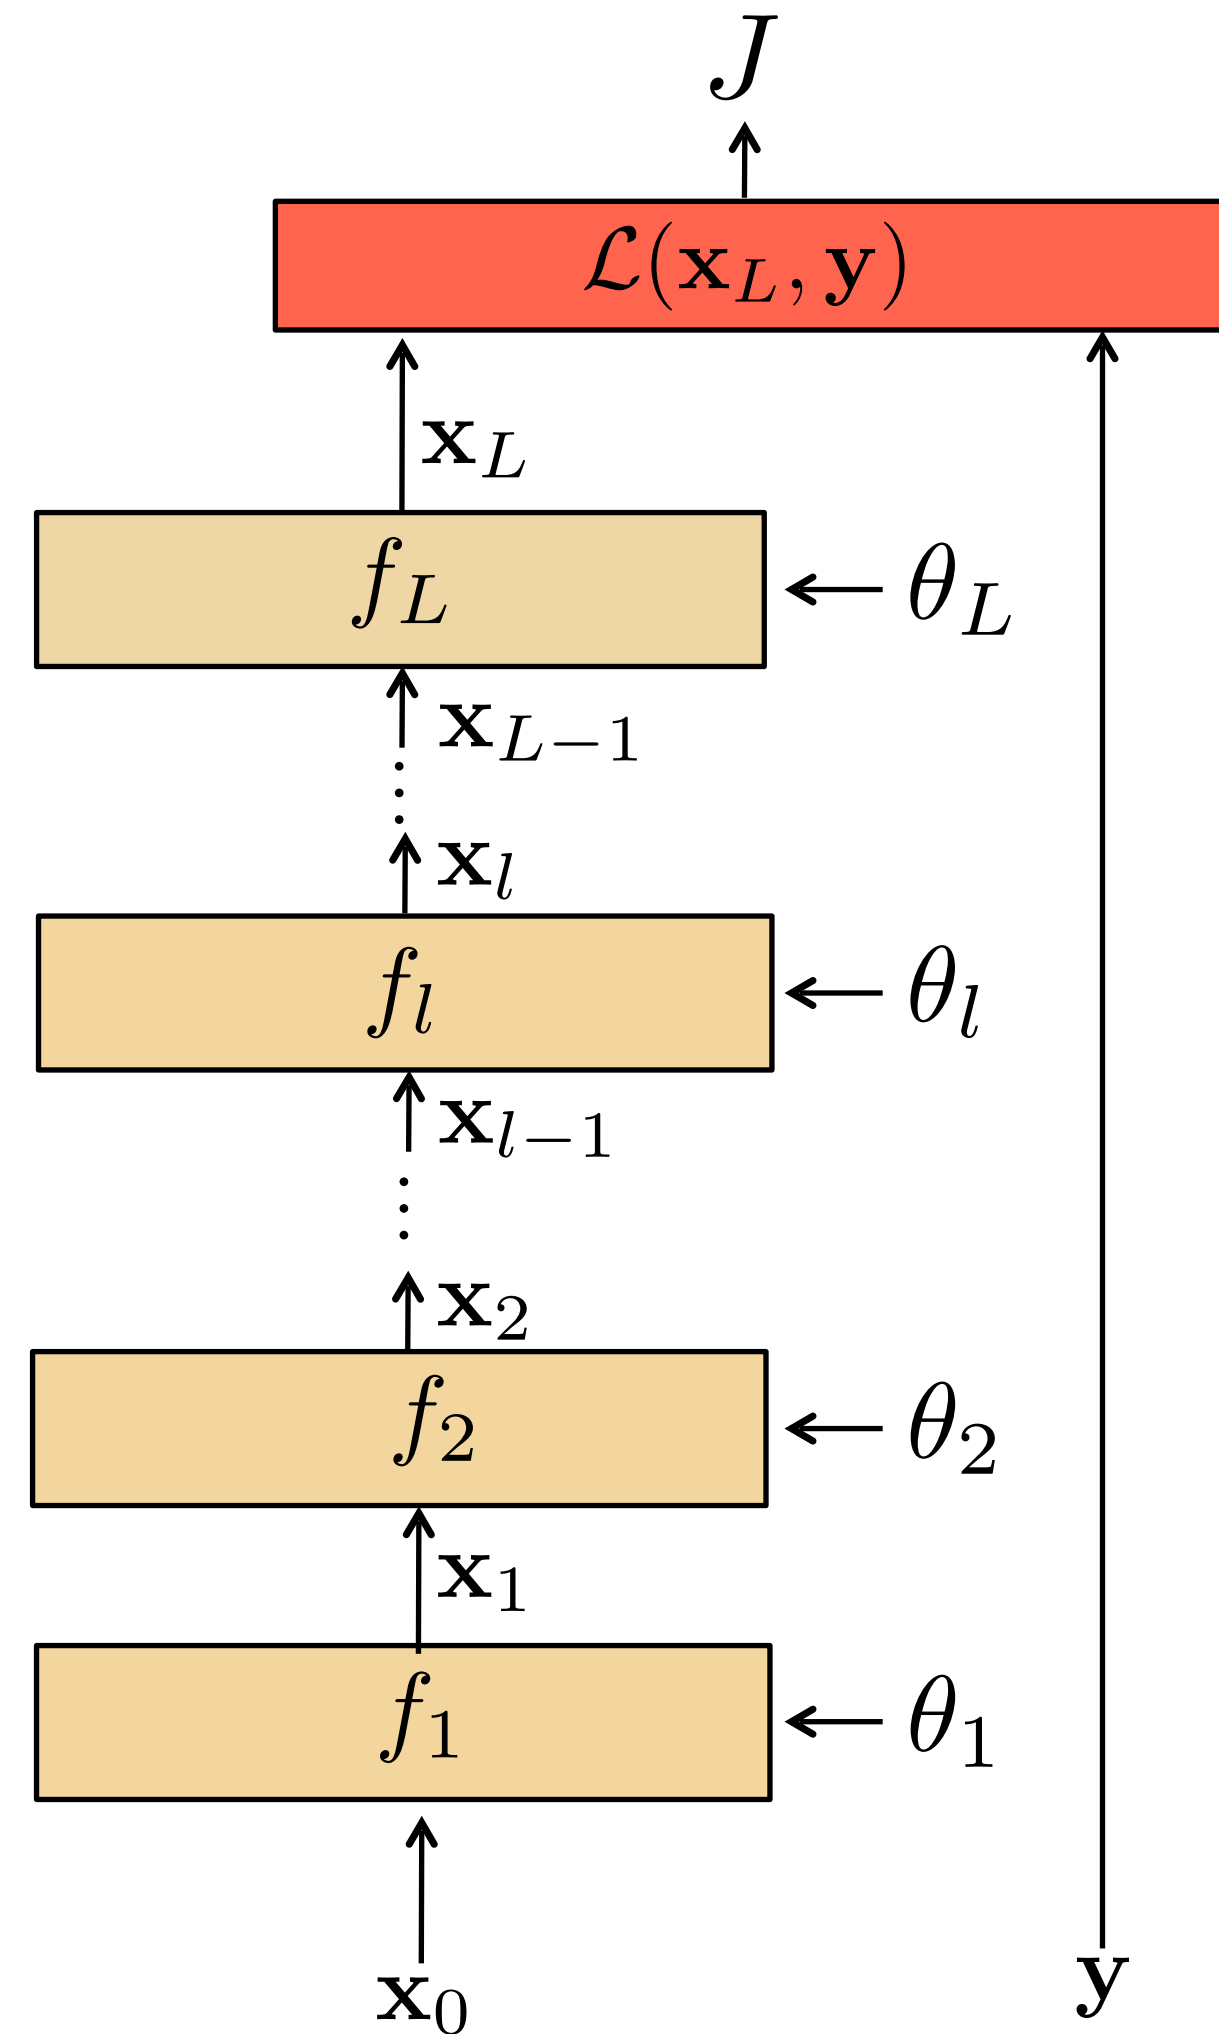 J
ℒ(x_L, y)
x_L
f_L θ_L
x_{L−1}
⋮
x_l
f_l θ_l
x_{l−1}
⋮
x_2
f_2 θ_2
x_1
f_1 θ_1
x_0 y